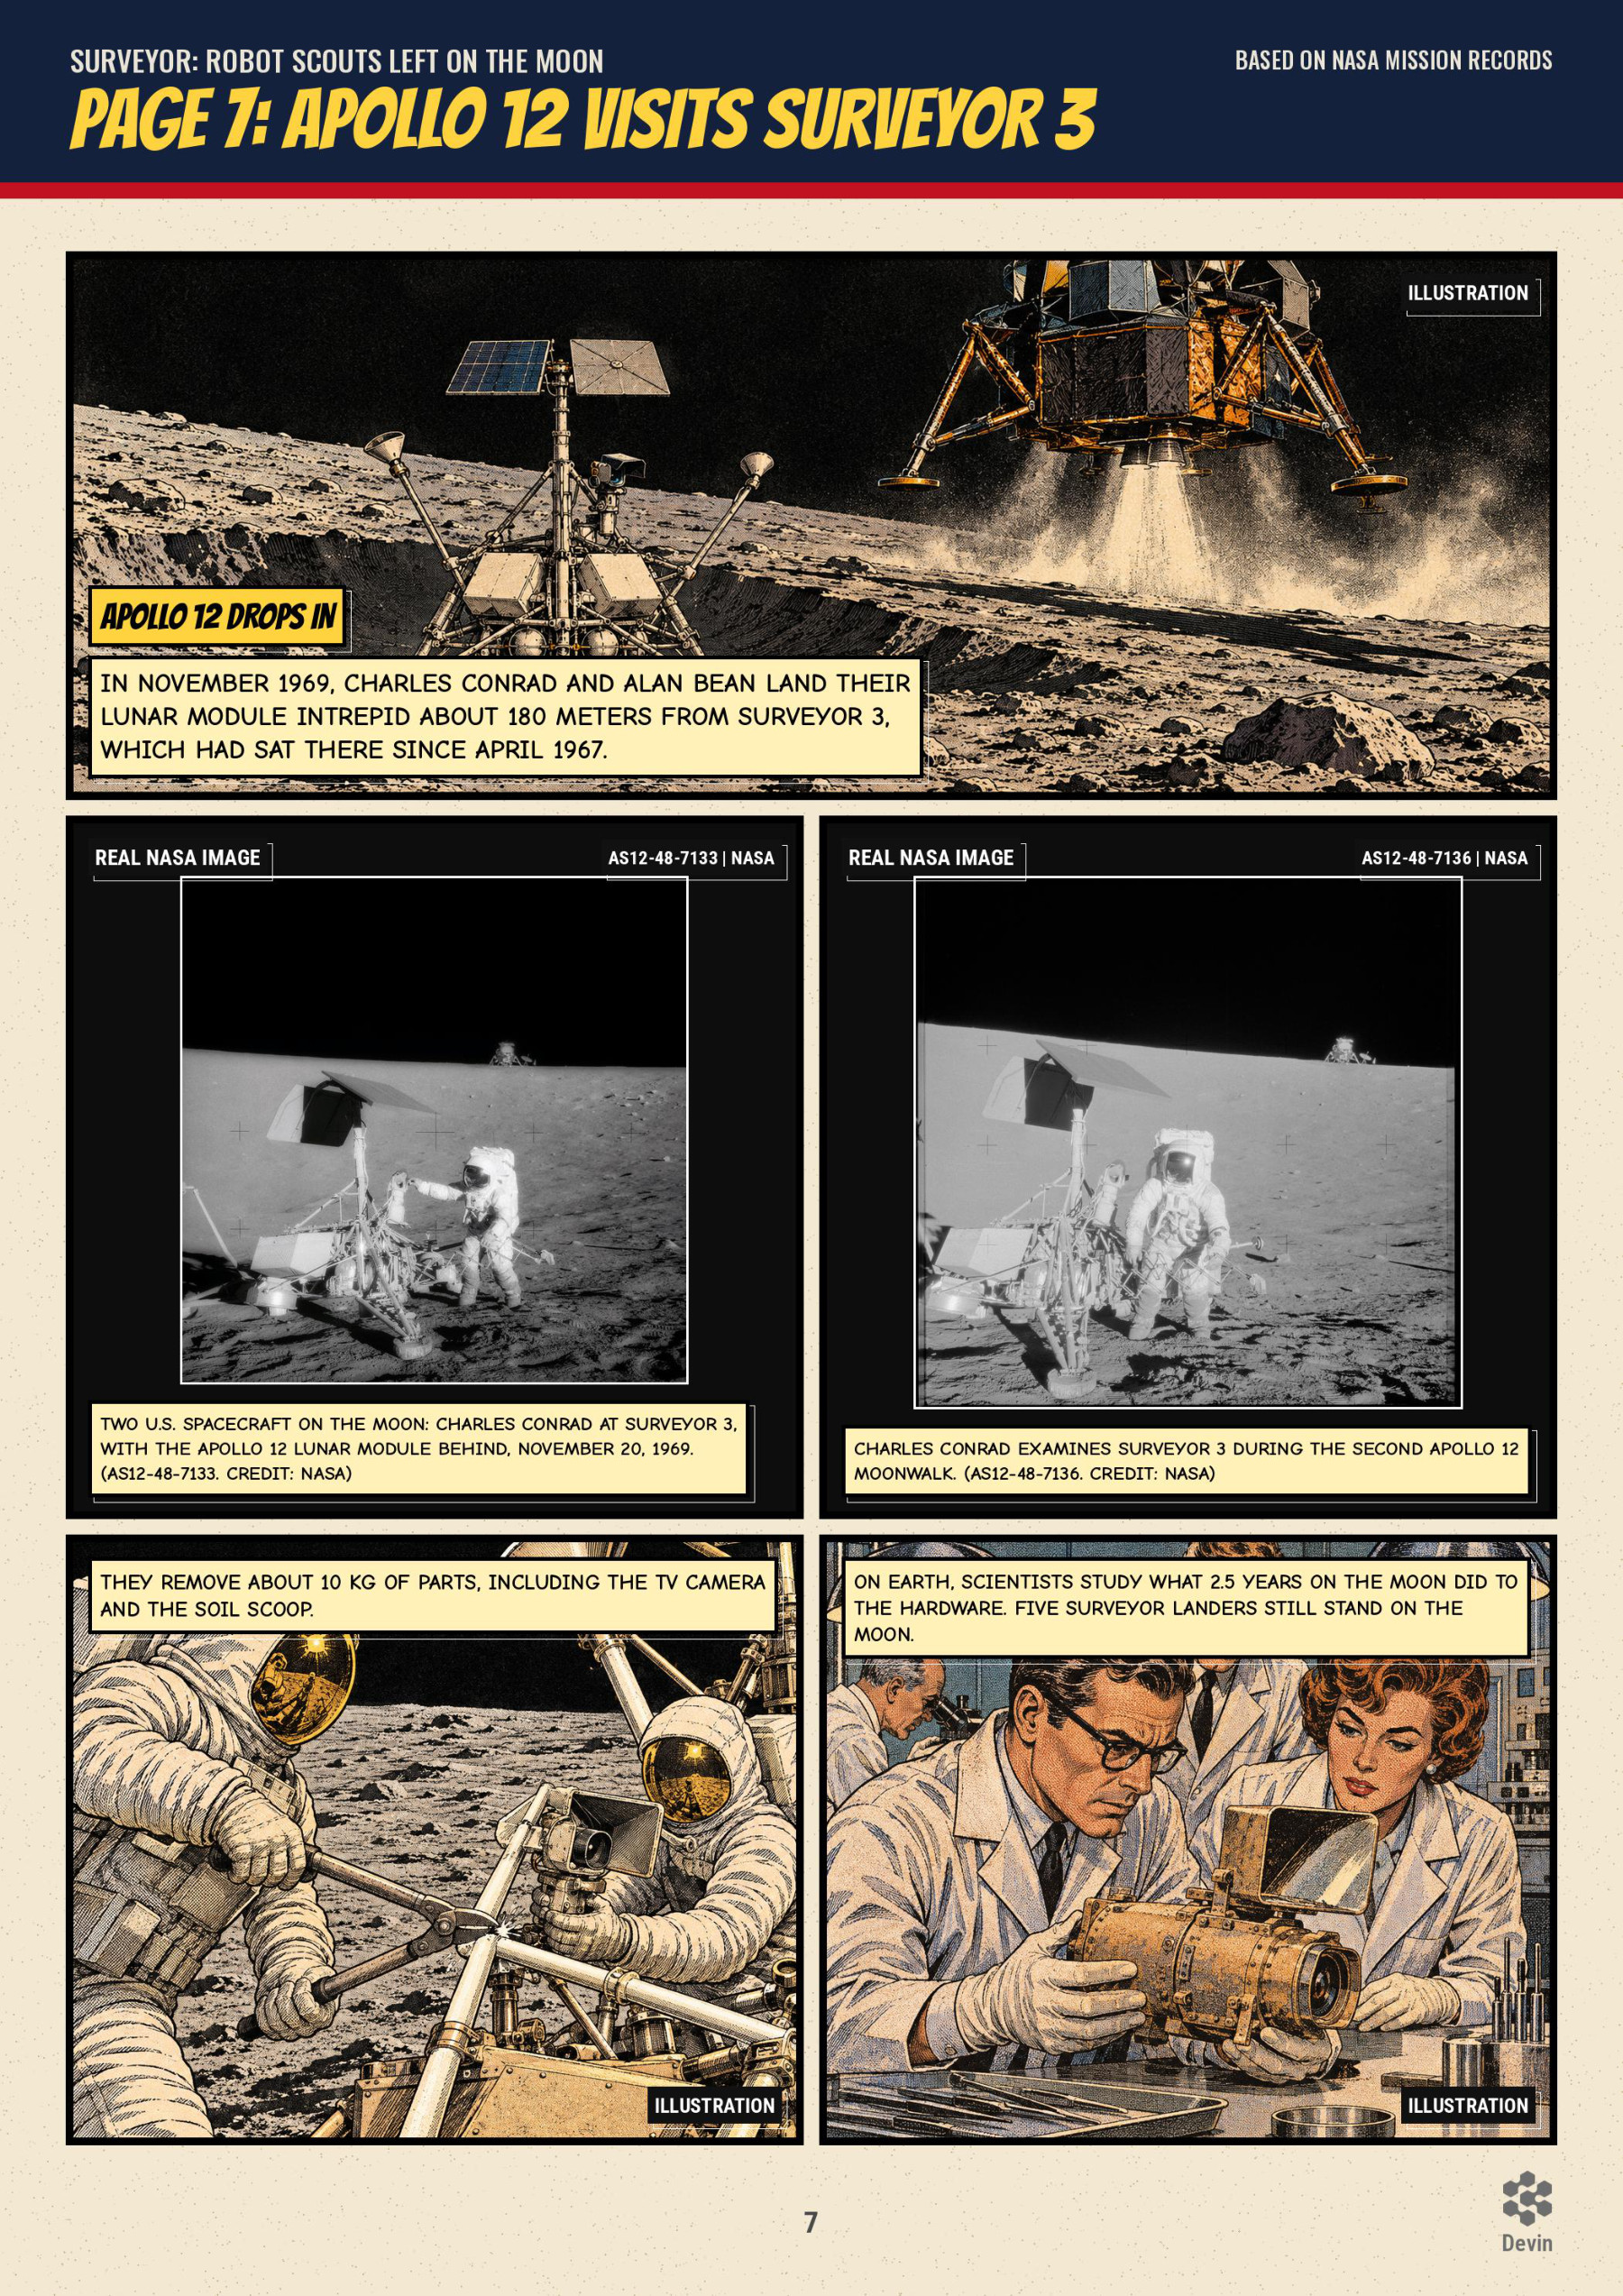 SURVEYOR: ROBOT SCOUTS LEFT ON THE MOON
BASED ON NASA MISSION RECORDS
PAGE 7: APOLLO 12 VISITS SURVEYOR 3
ILLUSTRATION
APOLLO 12 DROPS IN
IN NOVEMBER 1969, CHARLES CONRAD AND ALAN BEAN LAND THEIR
LUNAR MODULE INTREPID ABOUT 180 METERS FROM SURVEYOR 3,
WHICH HAD SAT THERE SINCE APRIL 1967.
REAL NASA IMAGE
AS12-48-7133 | NASA
TWO U.S. SPACECRAFT ON THE MOON: CHARLES CONRAD AT SURVEYOR 3,
WITH THE APOLLO 12 LUNAR MODULE BEHIND, NOVEMBER 20, 1969.
(AS12-48-7133. CREDIT: NASA)
REAL NASA IMAGE
AS12-48-7136 | NASA
CHARLES CONRAD EXAMINES SURVEYOR 3 DURING THE SECOND APOLLO 12
MOONWALK. (AS12-48-7136. CREDIT: NASA)
THEY REMOVE ABOUT 10 KG OF PARTS, INCLUDING THE TV CAMERA
AND THE SOIL SCOOP.
ILLUSTRATION
ON EARTH, SCIENTISTS STUDY WHAT 2.5 YEARS ON THE MOON DID TO
THE HARDWARE. FIVE SURVEYOR LANDERS STILL STAND ON THE
MOON.
ILLUSTRATION
7
Devin